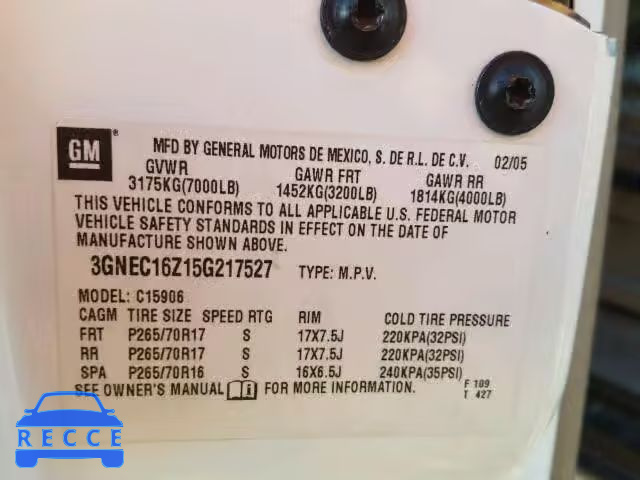 GM
MFD BY GENERAL MOTORS DE MEXICO, S. DE R.L. DE C.V. 02/05
GVWR GAWR FRT GAWR RR
3175KG(7000LB) 1452KG(3200LB) 1814KG(4000LB)
THIS VEHICLE CONFORMS TO ALL APPLICABLE U.S. FEDERAL MOTOR
VEHICLE SAFETY STANDARDS IN EFFECT ON THE DATE OF
MANUFACTURE SHOWN ABOVE.
3GNEC16Z15G217527 TYPE: M.P.V.
MODEL: C15906
CAGM TIRE SIZE SPEED RTG RIM COLD TIRE PRESSURE
FRT P265/70R17 S 17X7.5J 220KPA(32PSI)
RR P265/70R17 S 17X7.5J 220KPA(32PSI)
SPA P265/70R16 S 16X6.5J 240KPA(35PSI)
SEE OWNER'S MANUAL FOR MORE INFORMATION.
F 109
T 427
RECCE